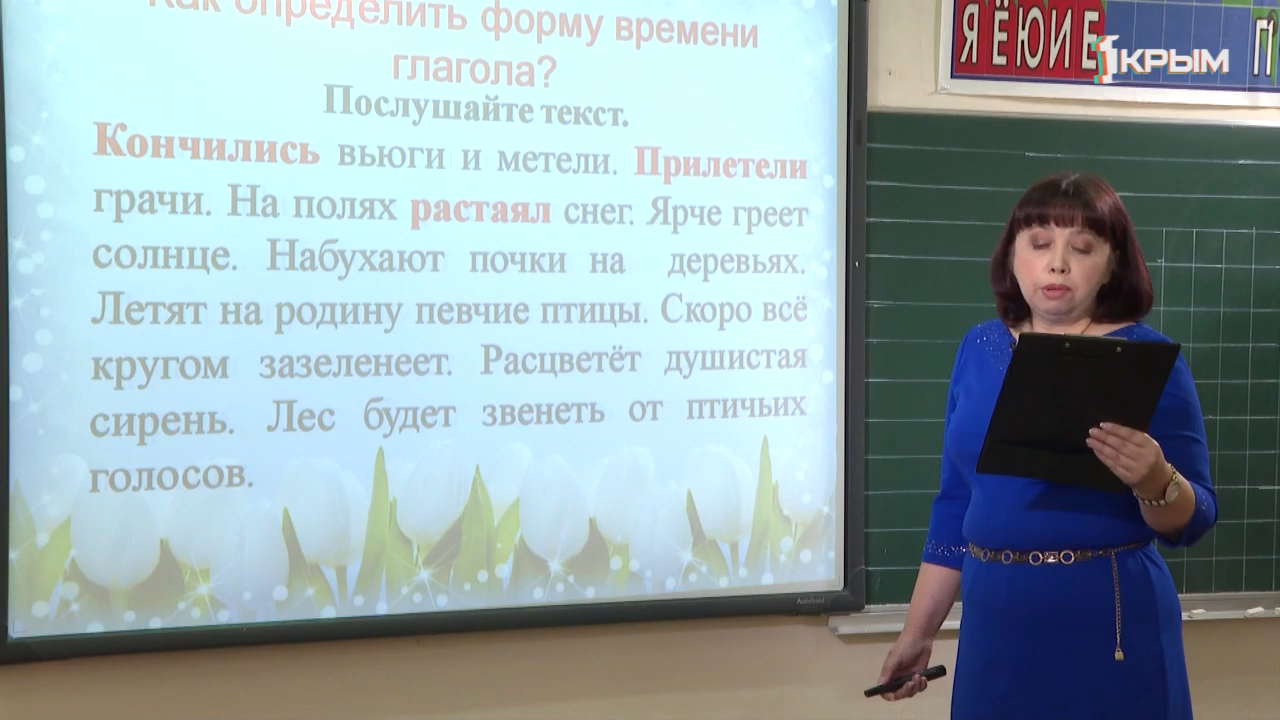 Как определить форму времени
глагола?
Послушайте текст.
Кончились вьюги и метели. Прилетели
грачи. На полях растаял снег. Ярче греет
солнце. Набухают почки на деревьях.
Летят на родину певчие птицы. Скоро всё
кругом зазеленеет. Расцветёт душистая
сирень. Лес будет звенеть от птичьих
голосов.
Я Ё Ю И Е
1 КРЫМ